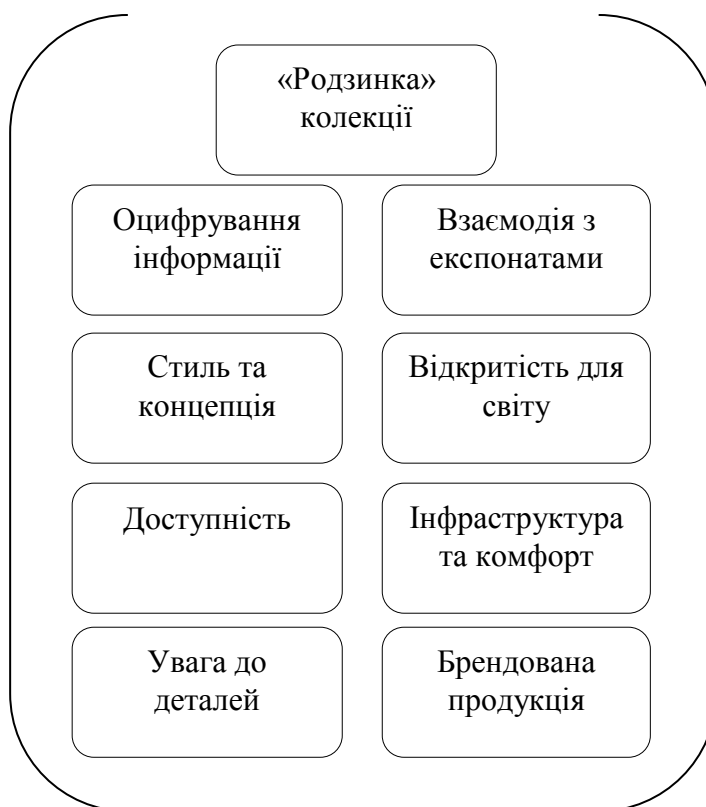 «Родзинка»
колекції
Оцифрування
інформації
Взаємодія з
експонатами
Стиль та
концепція
Відкритість для
світу
Доступність
Інфраструктура
та комфорт
Увага до
деталей
Брендована
продукція